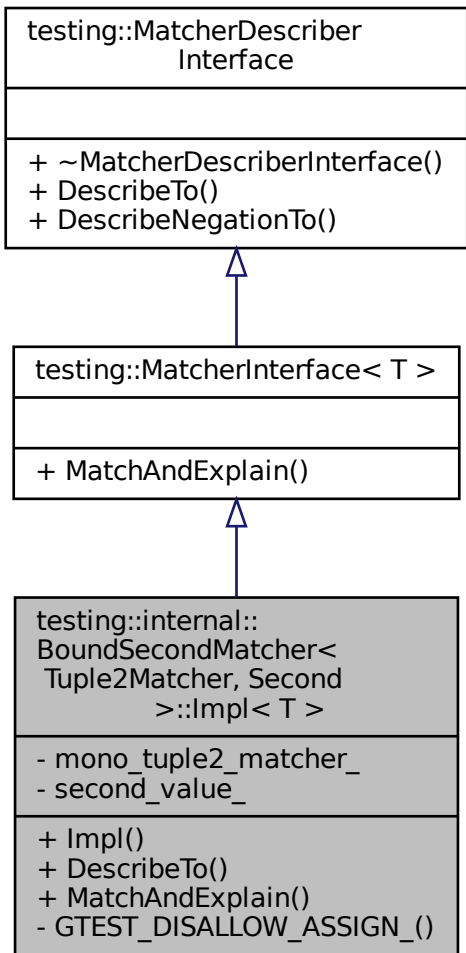 testing::MatcherDescriber
Interface
+ ~MatcherDescriberInterface()
+ DescribeTo()
+ DescribeNegationTo()
testing::MatcherInterface< T >
+ MatchAndExplain()
testing::internal::
BoundSecondMatcher<
Tuple2Matcher, Second
>::Impl< T >
- mono_tuple2_matcher_
- second_value_
+ Impl()
+ DescribeTo()
+ MatchAndExplain()
- GTEST_DISALLOW_ASSIGN_()